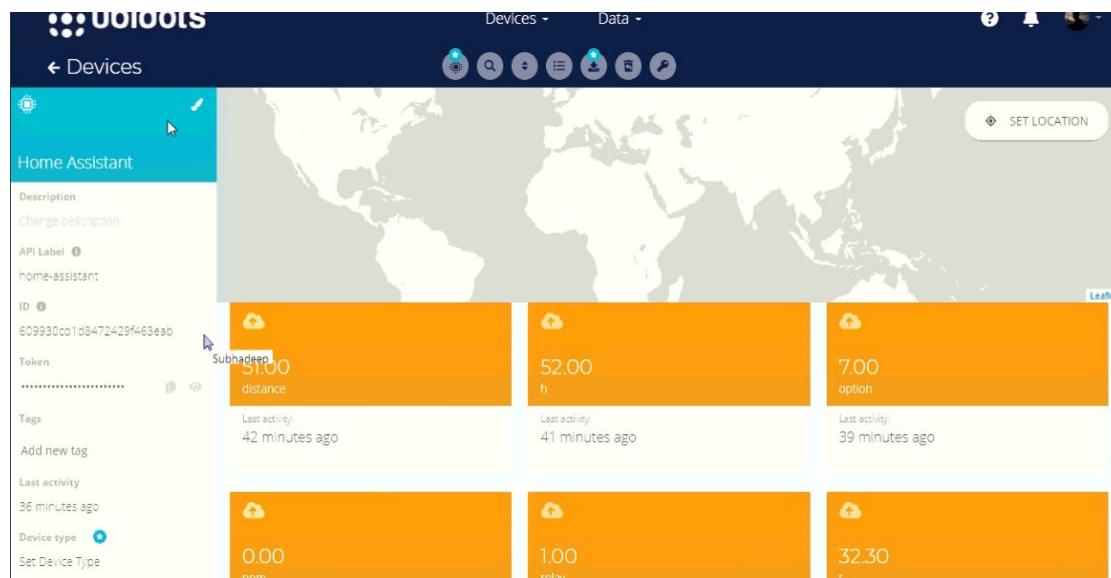 Devices
Data
← Devices
SET LOCATION
Home Assistant
Description
Change description
API Label
home-assistant
ID
609930cd1d8472429f463eab
Subhadeep
Token
••••••••••••••••••••••••
Tags
Add new tag
Last activity
36 minutes ago
Device type
Set Device Type
51.00
distance
Last activity:
42 minutes ago
52.00
h
Last activity:
41 minutes ago
7.00
option
Last activity:
39 minutes ago
0.00
ppm
1.00
relay
32.30